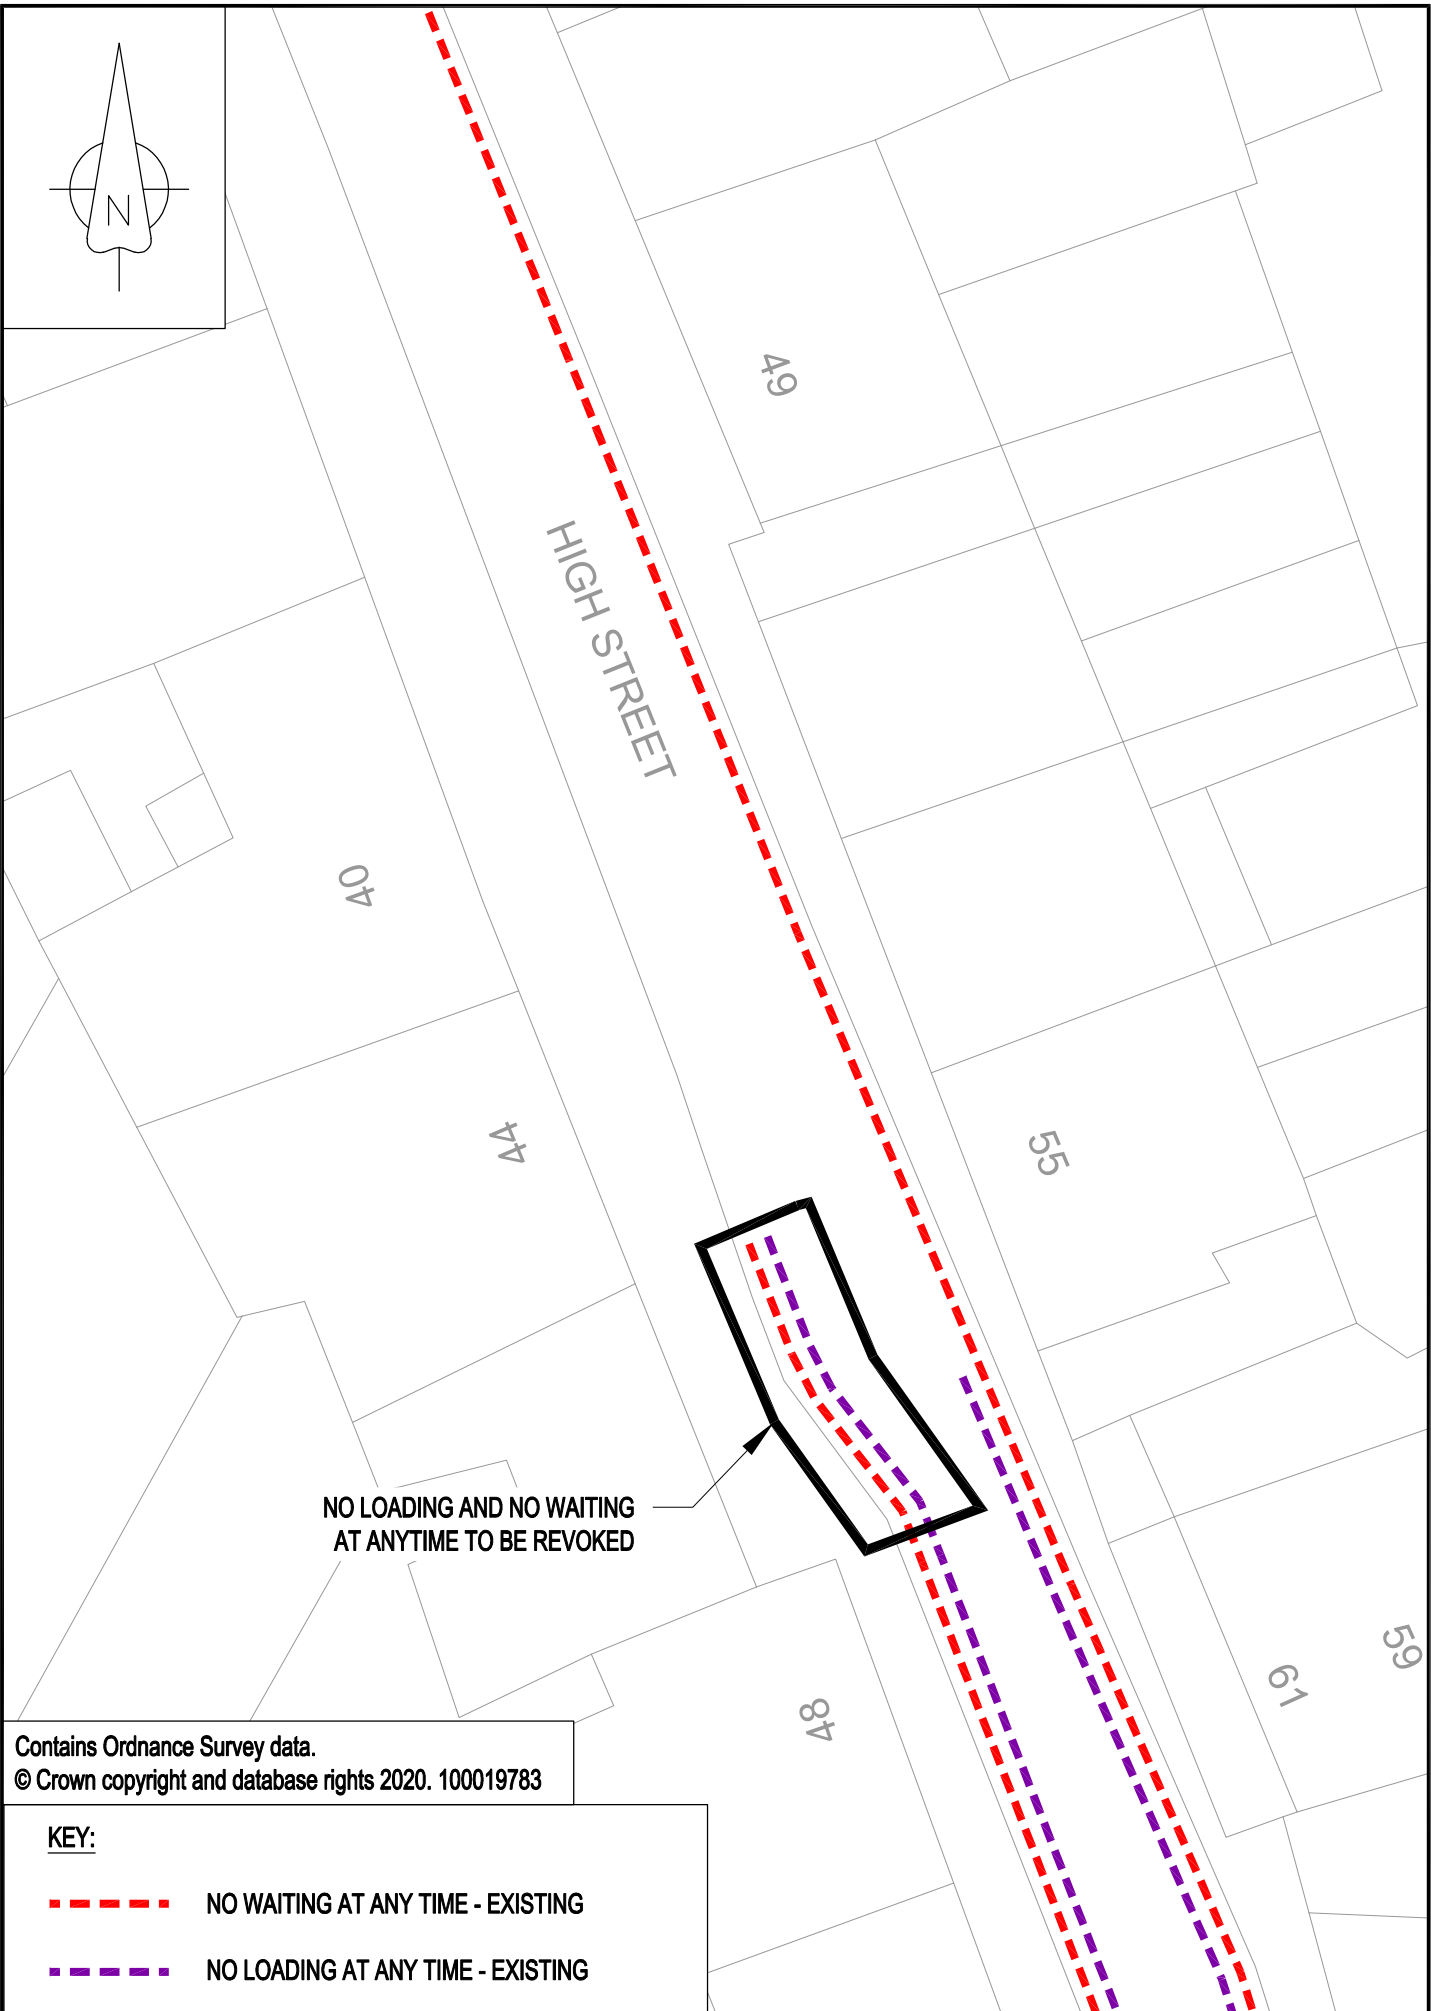 N
49
HIGH STREET
40
44
55
NO LOADING AND NO WAITING
AT ANYTIME TO BE REVOKED
59
61
48
Contains Ordnance Survey data.
© Crown copyright and database rights 2020. 100019783
KEY:
NO WAITING AT ANY TIME - EXISTING
NO LOADING AT ANY TIME - EXISTING